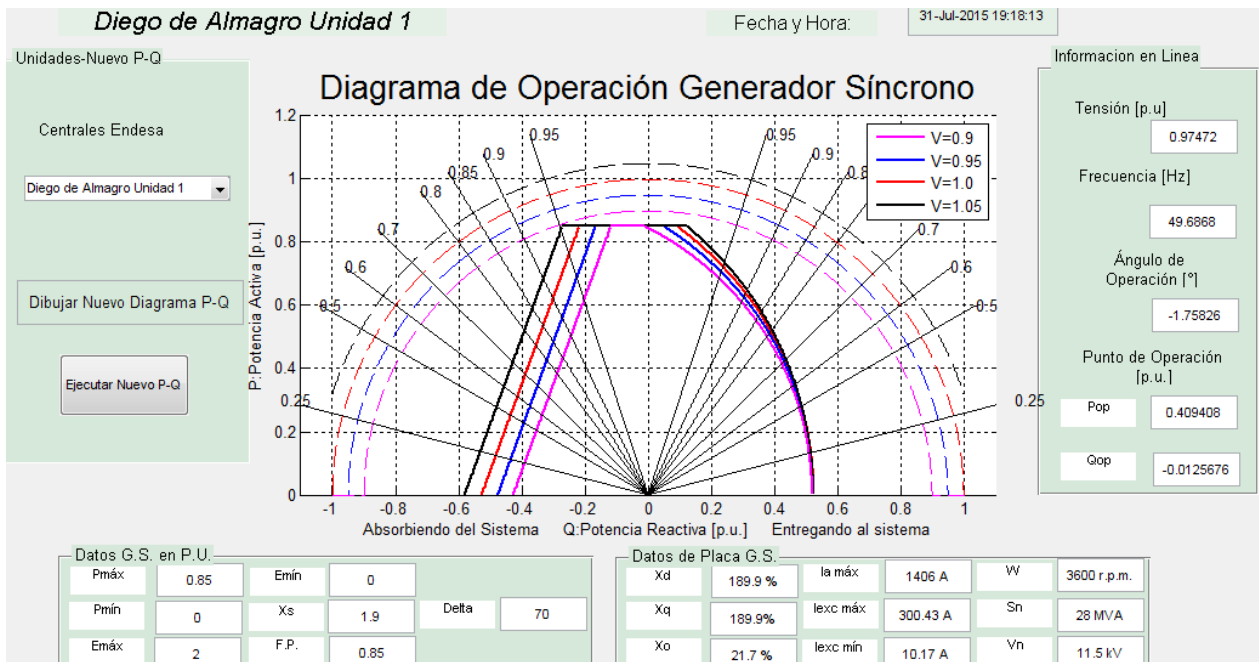 Diego de Almagro Unidad 1
Fecha y Hora:
31-Jul-2015 19:18:13
Unidades-Nuevo P-Q
Centrales Endesa
Diego de Almagro Unidad 1
Dibujar Nuevo Diagrama P-Q
Ejecutar Nuevo P-Q
Diagrama de Operación Generador Síncrono
P:Potencia Activa [p.u.]
1.2
1
0.8
0.6
0.4
0.2
0
-1
-0.8
-0.6
-0.4
-0.2
0
0.2
0.4
0.6
0.8
1
Absorbiendo del Sistema Q:Potencia Reactiva [p.u.] Entregando al sistema
0.25
0.5
0.6
0.7
0.8
0.85
0.9
0.95
0.95
0.9
0.7
0.6
0.5
0.25
V=0.9
V=0.95
V=1.0
V=1.05
Informacion en Linea
Tensión [p.u]
0.97472
Frecuencia [Hz]
49.6868
Ángulo de
Operación [°]
-1.75826
Punto de Operación
[p.u.]
Pop 0.409408
Qop -0.0125676
Datos G.S. en P.U.
Pmáx 0.85 Emín 0
Pmín 0 Xs 1.9 Delta 70
Emáx 2 F.P. 0.85
Datos de Placa G.S.
Xd 189.9 % Ia máx 1406 A W 3600 r.p.m.
Xq 189.9% Iexc máx 300.43 A Sn 28 MVA
Xo 21.7 % Iexc mín 10.17 A Vn 11.5 kV